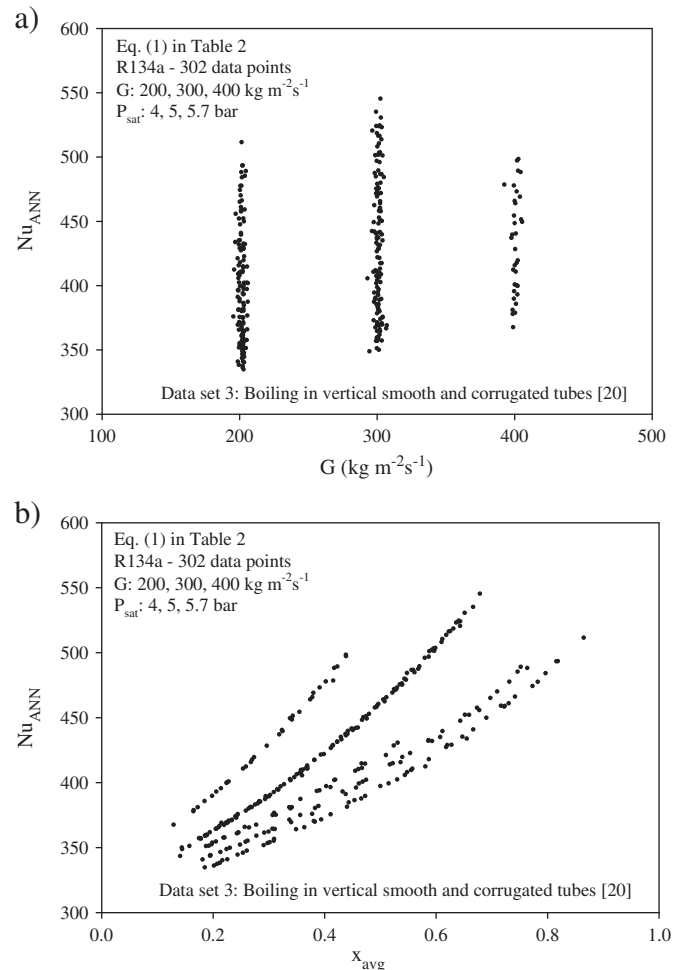 a)
600
550
500
450
400
350
300
Nu_ANN
Eq. (1) in Table 2
R134a - 302 data points
G: 200, 300, 400 kg m⁻²s⁻¹
P_sat: 4, 5, 5.7 bar
Data set 3: Boiling in vertical smooth and corrugated tubes [20]
100 200 300 400 500
G (kg m⁻²s⁻¹)
b)
600
550
500
450
400
350
300
Nu_ANN
Eq. (1) in Table 2
R134a - 302 data points
G: 200, 300, 400 kg m⁻²s⁻¹
P_sat: 4, 5, 5.7 bar
Data set 3: Boiling in vertical smooth and corrugated tubes [20]
0.0 0.2 0.4 0.6 0.8 1.0
x_avg